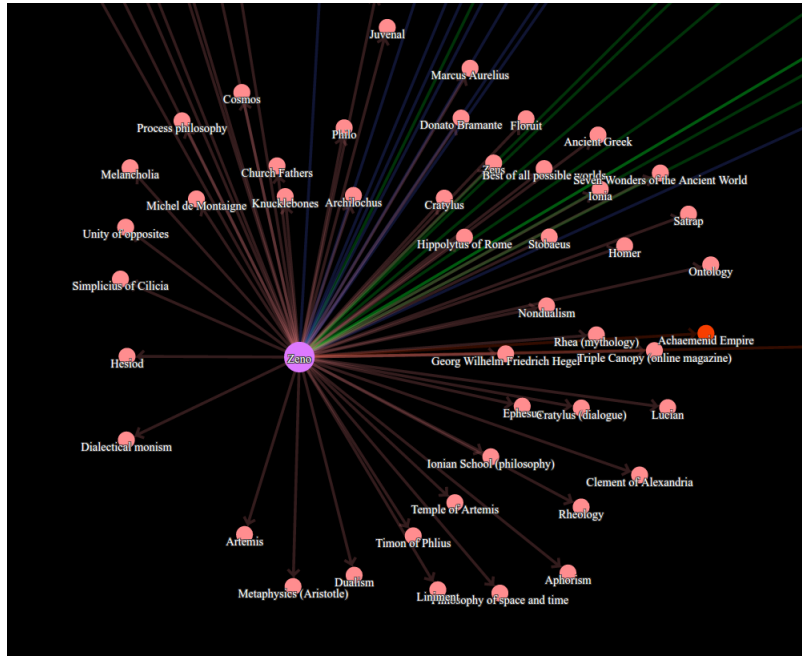 Juvenal
Marcus Aurelius
Cosmos
Process philosophy
Philo
Donato Bramante
Floruit
Ancient Greek
Melancholia
Church Fathers
Zeus
Best of all possible worlds
Seven Wonders of the Ancient World
Michel de Montaigne
Knucklebones
Archilochus
Cratylus
Ionia
Satrap
Unity of opposites
Hippolytus of Rome
Stobaeus
Homer
Simplicius of Cilicia
Ontology
Nondualism
Rhea (mythology)
Achaemenid Empire
Zeno
Hesiod
Georg Wilhelm Friedrich Hegel
Triple Canopy (online magazine)
Ephesus
Cratylus (dialogue)
Lucian
Dialectical monism
Ionian School (philosophy)
Clement of Alexandria
Temple of Artemis
Rheology
Artemis
Timon of Phlius
Metaphysics (Aristotle)
Dualism
Aphorism
Liniment
Philosophy of space and time